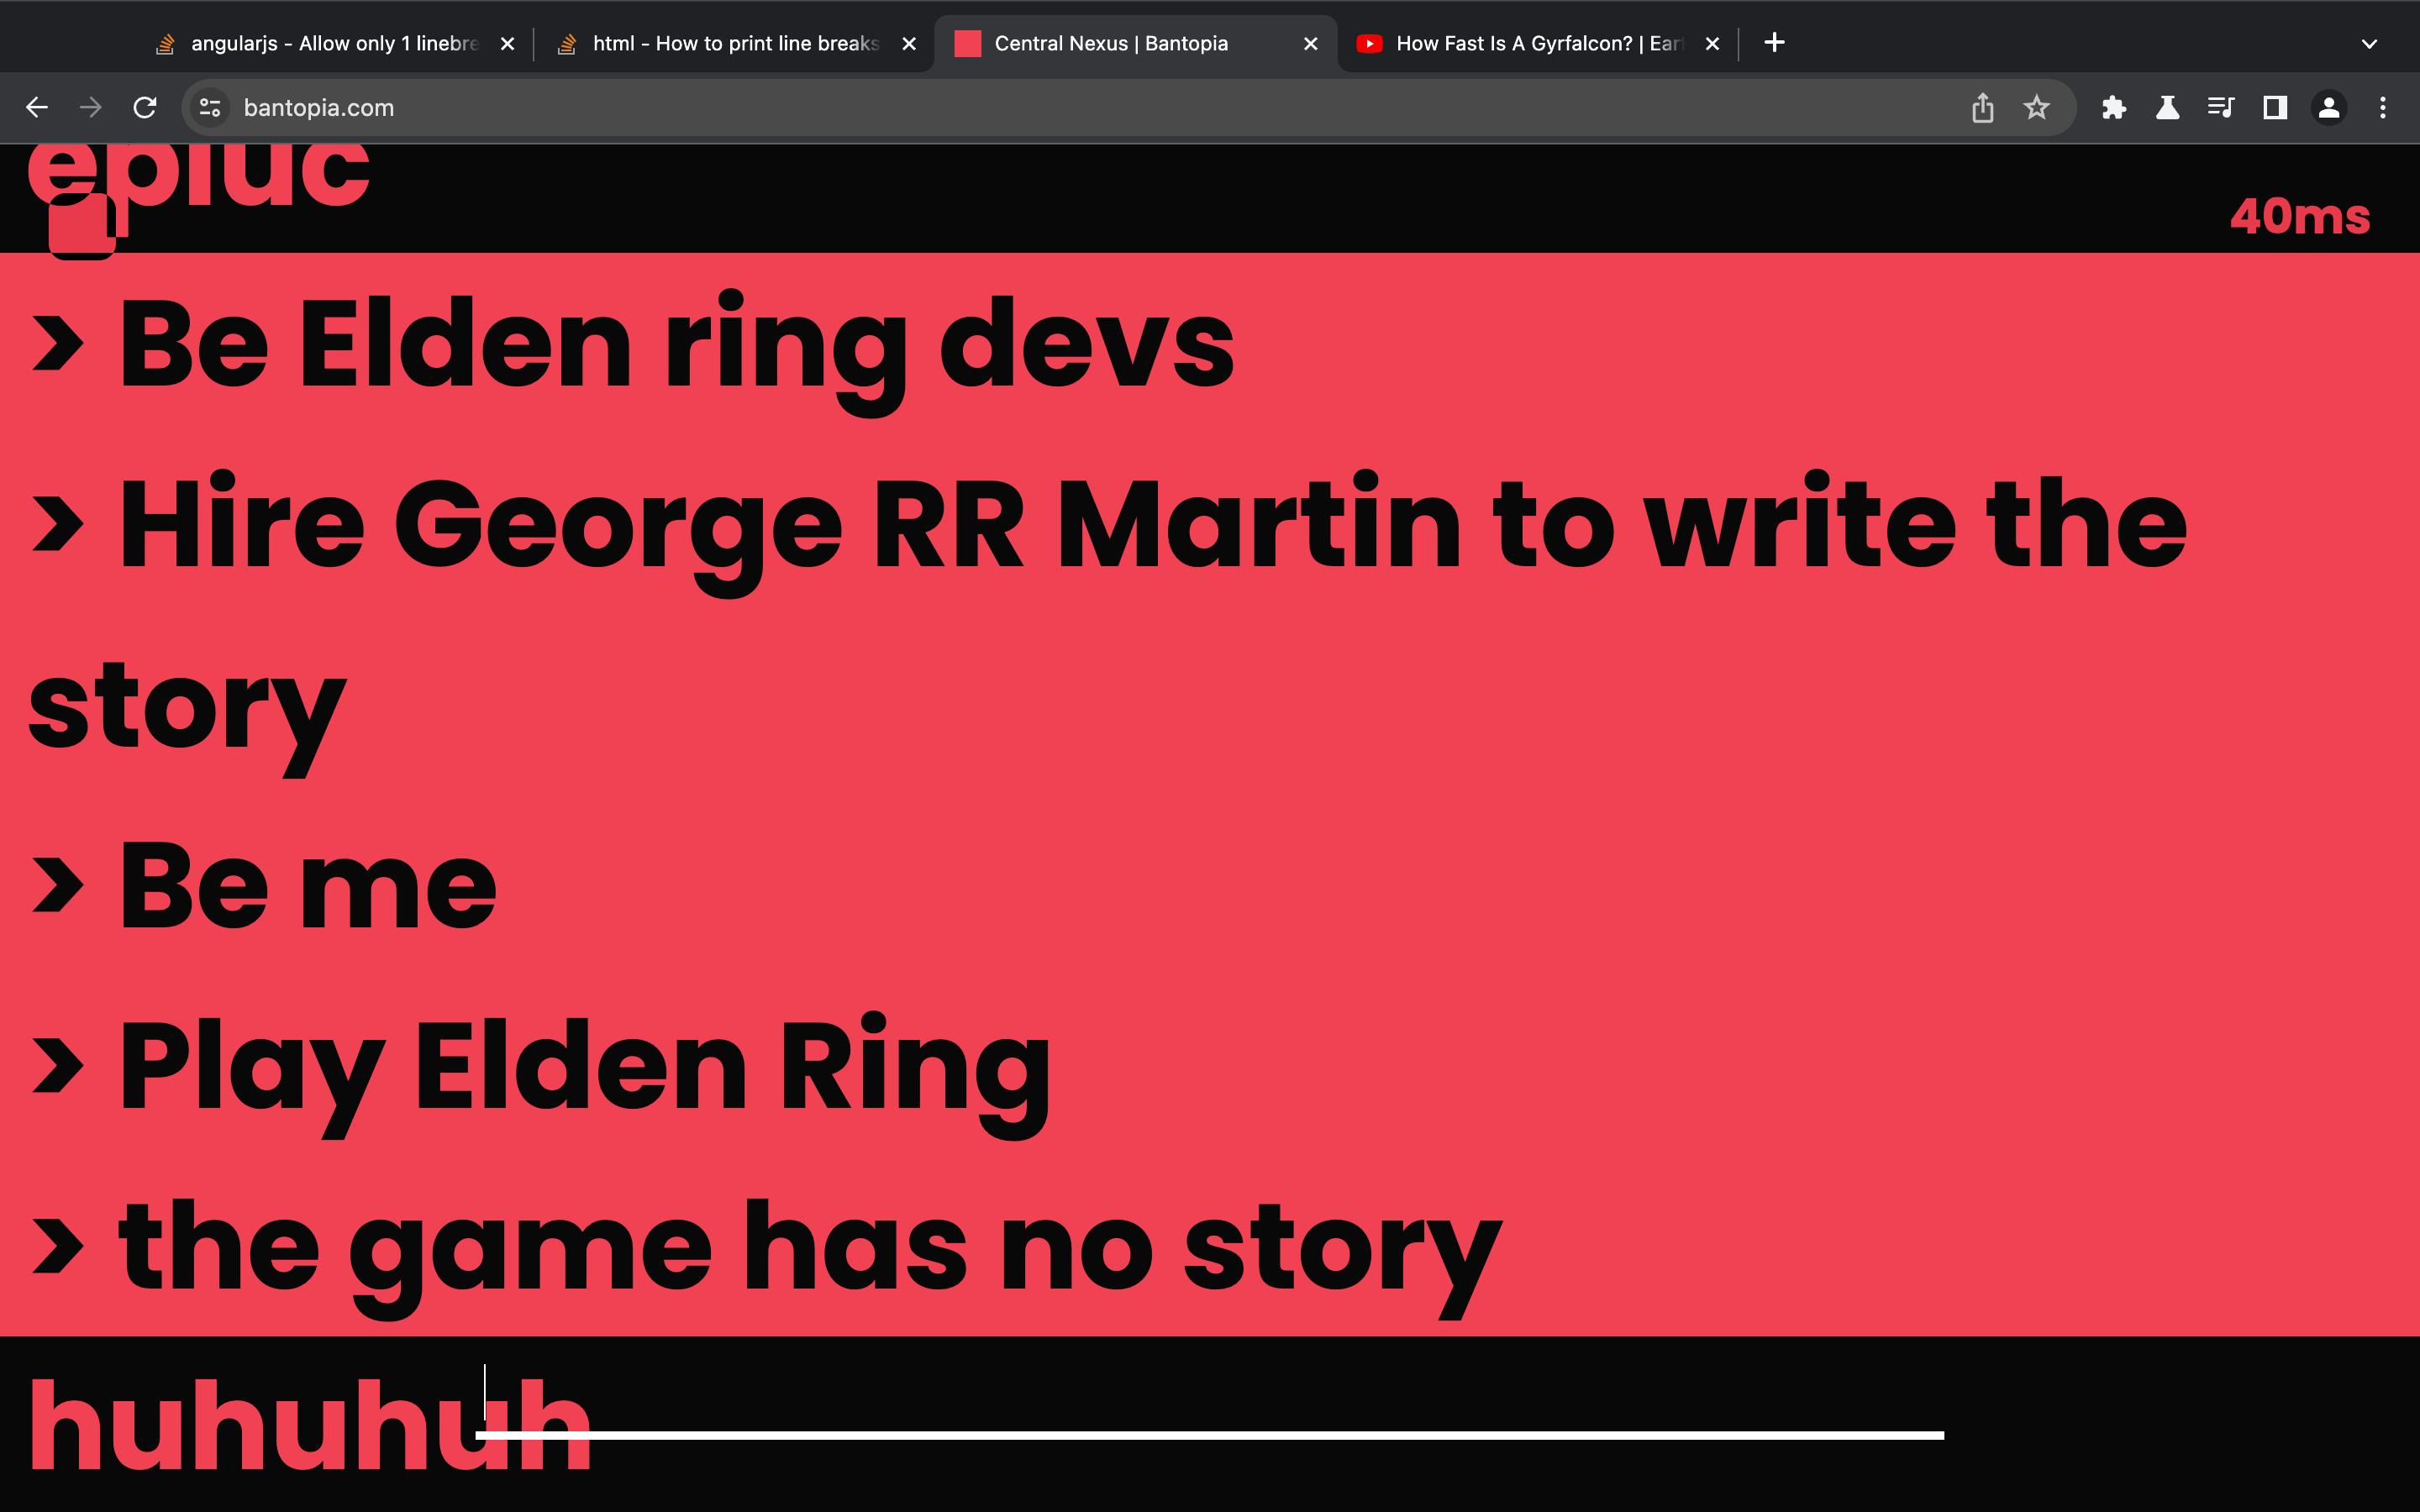 angularjs - Allow only 1 linebre
html - How to print line breaks
Central Nexus | Bantopia
How Fast Is A Gyrfalcon? | Ear
bantopia.com
epluc
40ms
> Be Elden ring devs
> Hire George RR Martin to write the
story
> Be me
> Play Elden Ring
> the game has no story
huhuhuh